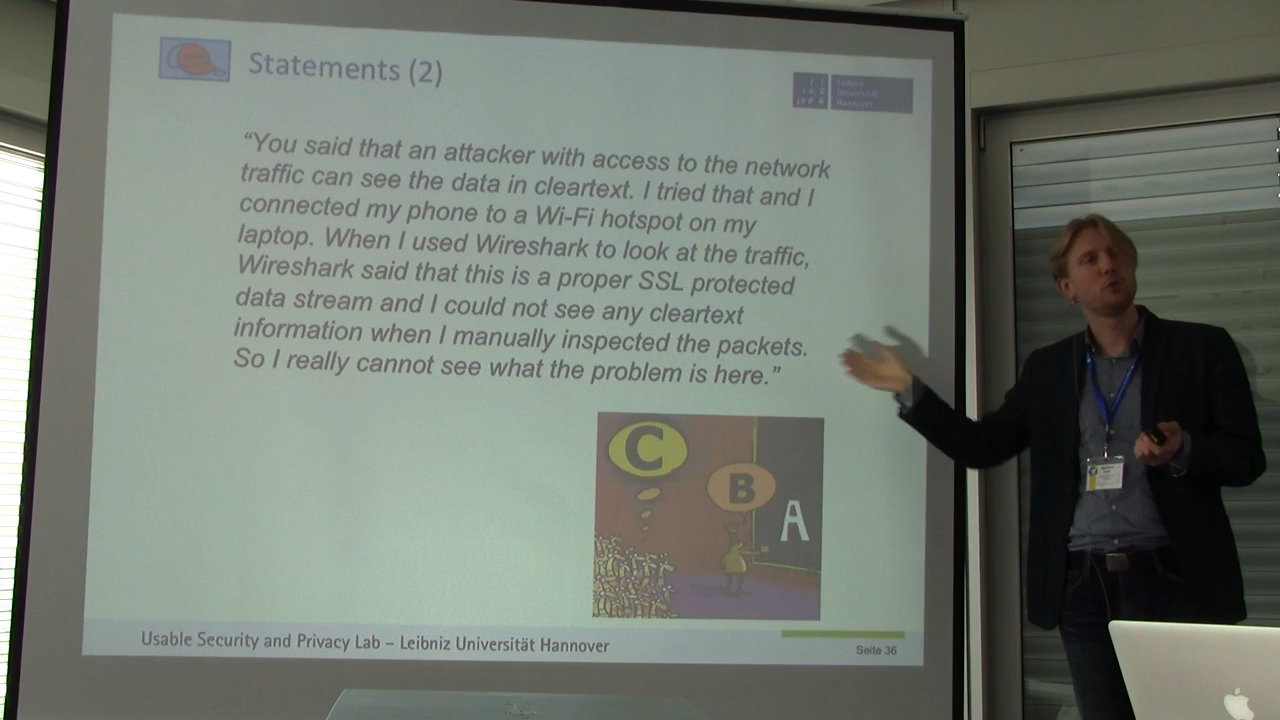 Statements (2)
Leibniz
Universität
Hannover
“You said that an attacker with access to the network
traffic can see the data in cleartext. I tried that and I
connected my phone to a Wi-Fi hotspot on my
laptop. When I used Wireshark to look at the traffic,
Wireshark said that this is a proper SSL protected
data stream and I could not see any cleartext
information when I manually inspected the packets.
So I really cannot see what the problem is here.”
C
B
A
Usable Security and Privacy Lab – Leibniz Universität Hannover
Seite 36